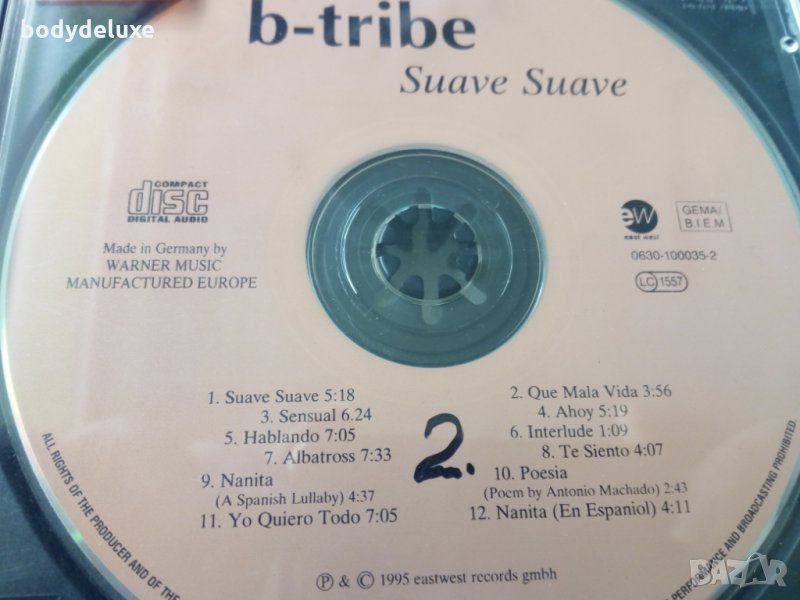 bodydeluxe
b-tribe
Suave Suave
COMPACT
disc
DIGITAL AUDIO
Made in Germany by
WARNER MUSIC
MANUFACTURED EUROPE
ew
east west
GEMA/
B.I.E.M
0630-100035-2
LC 1557
1. Suave Suave 5:18
2. Que Mala Vida 3:56
3. Sensual 6.24
4. Ahoy 5:19
5. Hablando 7:05
6. Interlude 1:09
7. Albatross 7:33
8. Te Siento 4:07
2.
9. Nanita
(A Spanish Lullaby) 4:37
10. Poesia
(Poem by Antonio Machado) 2:43
11. Yo Quiero Todo 7:05
12. Nanita (En Espaniol) 4:11
ALL RIGHTS OF THE PRODUCER AND OF THE
PERFORMANCE AND BROADCASTING PROHIBITED
Ⓟ & © 1995 eastwest records gmbh
BAZAR